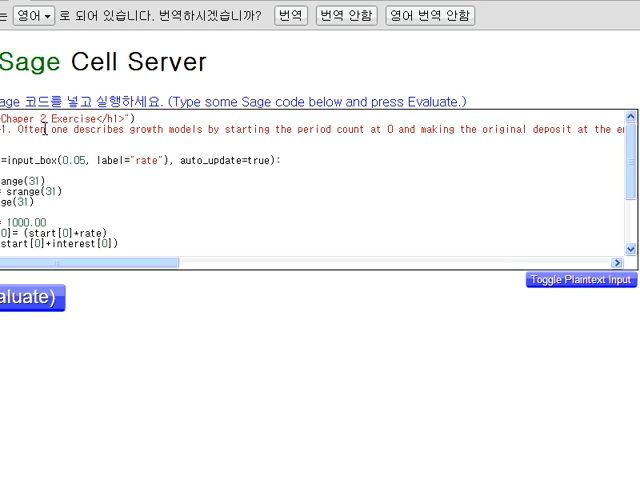 는 영어 로 되어 있습니다. 번역하시겠습니까? 번역 번역 안함 영어 번역 안함
Sage Cell Server
age 코드를 넣고 실행하세요. (Type some Sage code below and press Evaluate.)
Chaper 2 Exercise</h1>")
1. Often one describes growth models by starting the period count at 0 and making the original deposit at the en
=input_box(0.05, label="rate"), auto_update=true):
ange(31)
= srange(31)
ge(31)
= 1000.00
0]= (start[0]*rate)
start[0]+interest[0])
Toggle Plaintext Input
aluate)